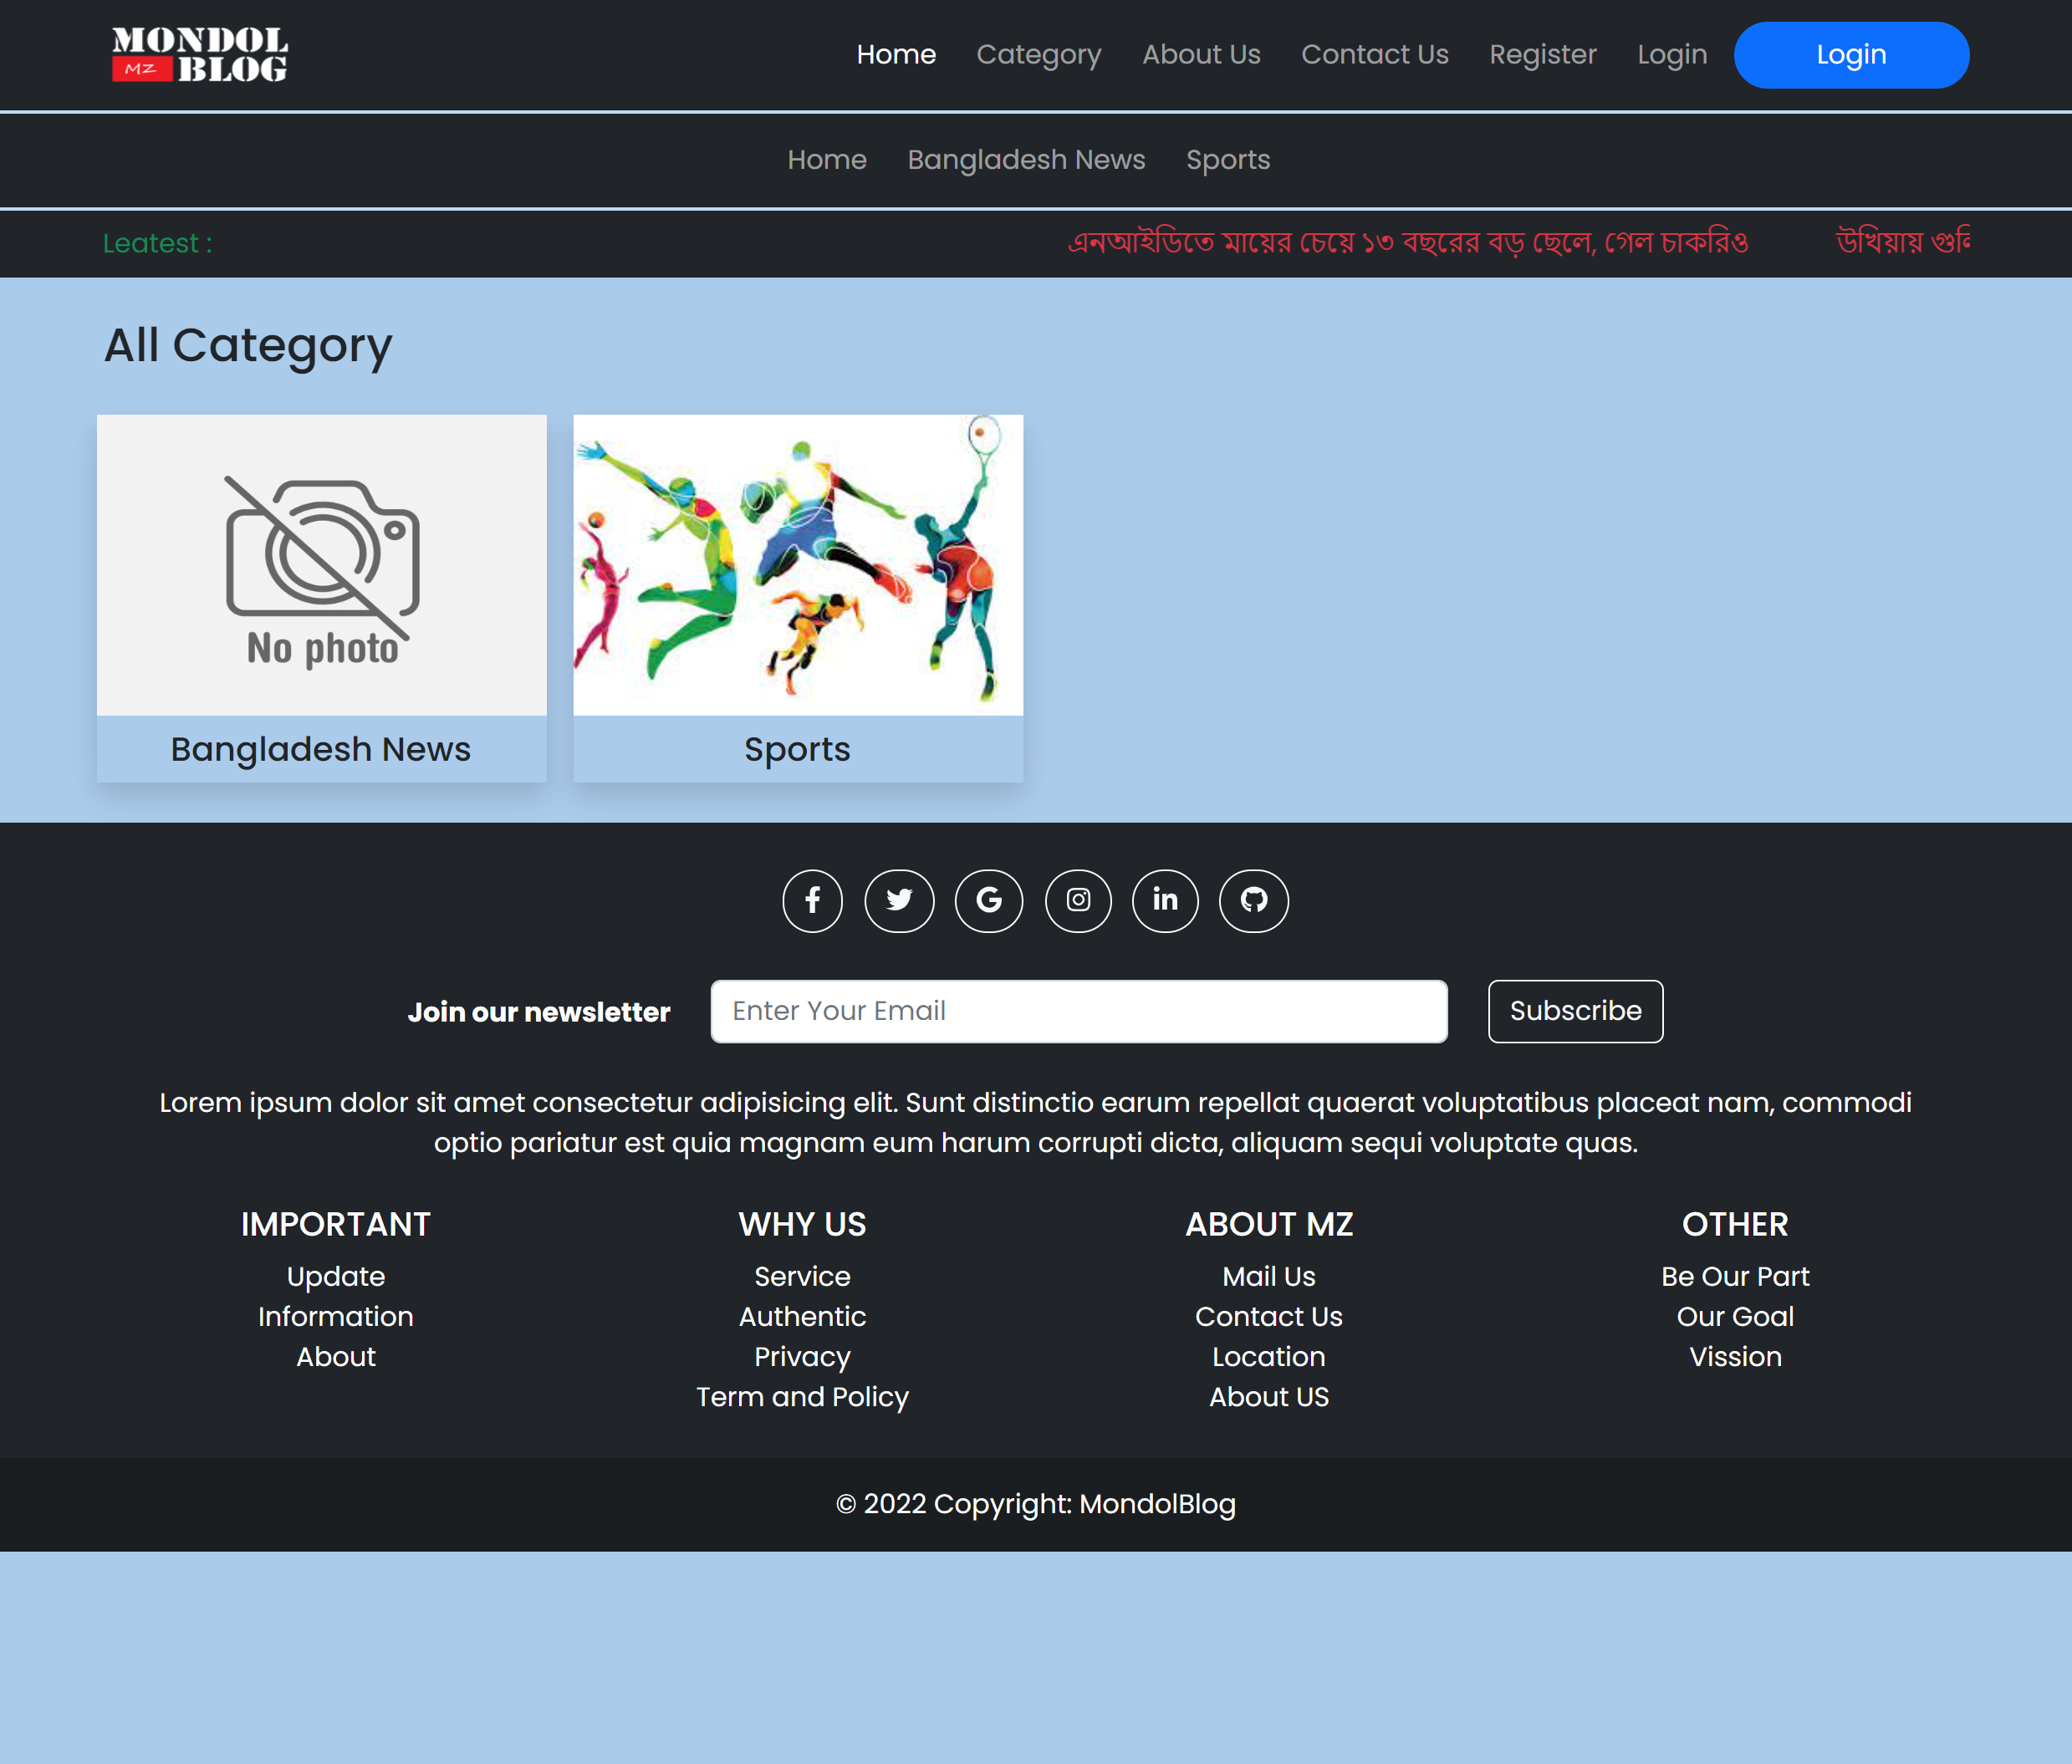 MONDOL
MZ BLOG
Home Category About Us Contact Us Register Login Login
Home Bangladesh News Sports
Leatest : এনআইডিতে মায়ের চেয়ে ১৩ বছরের বড় ছেলে, গেল চাকরিও উখিয়ায়
All Category
No photo
Bangladesh News Sports
Join our newsletter Enter Your Email Subscribe
Lorem ipsum dolor sit amet consectetur adipisicing elit. Sunt distinctio earum repellat quaerat voluptatibus placeat nam, commodi
optio pariatur est quia magnam eum harum corrupti dicta, aliquam sequi voluptate quas.
IMPORTANT WHY US ABOUT MZ OTHER
Update Service Mail Us Be Our Part
Information Authentic Contact Us Our Goal
About Privacy Location Vission
Term and Policy About US
© 2022 Copyright: MondolBlog